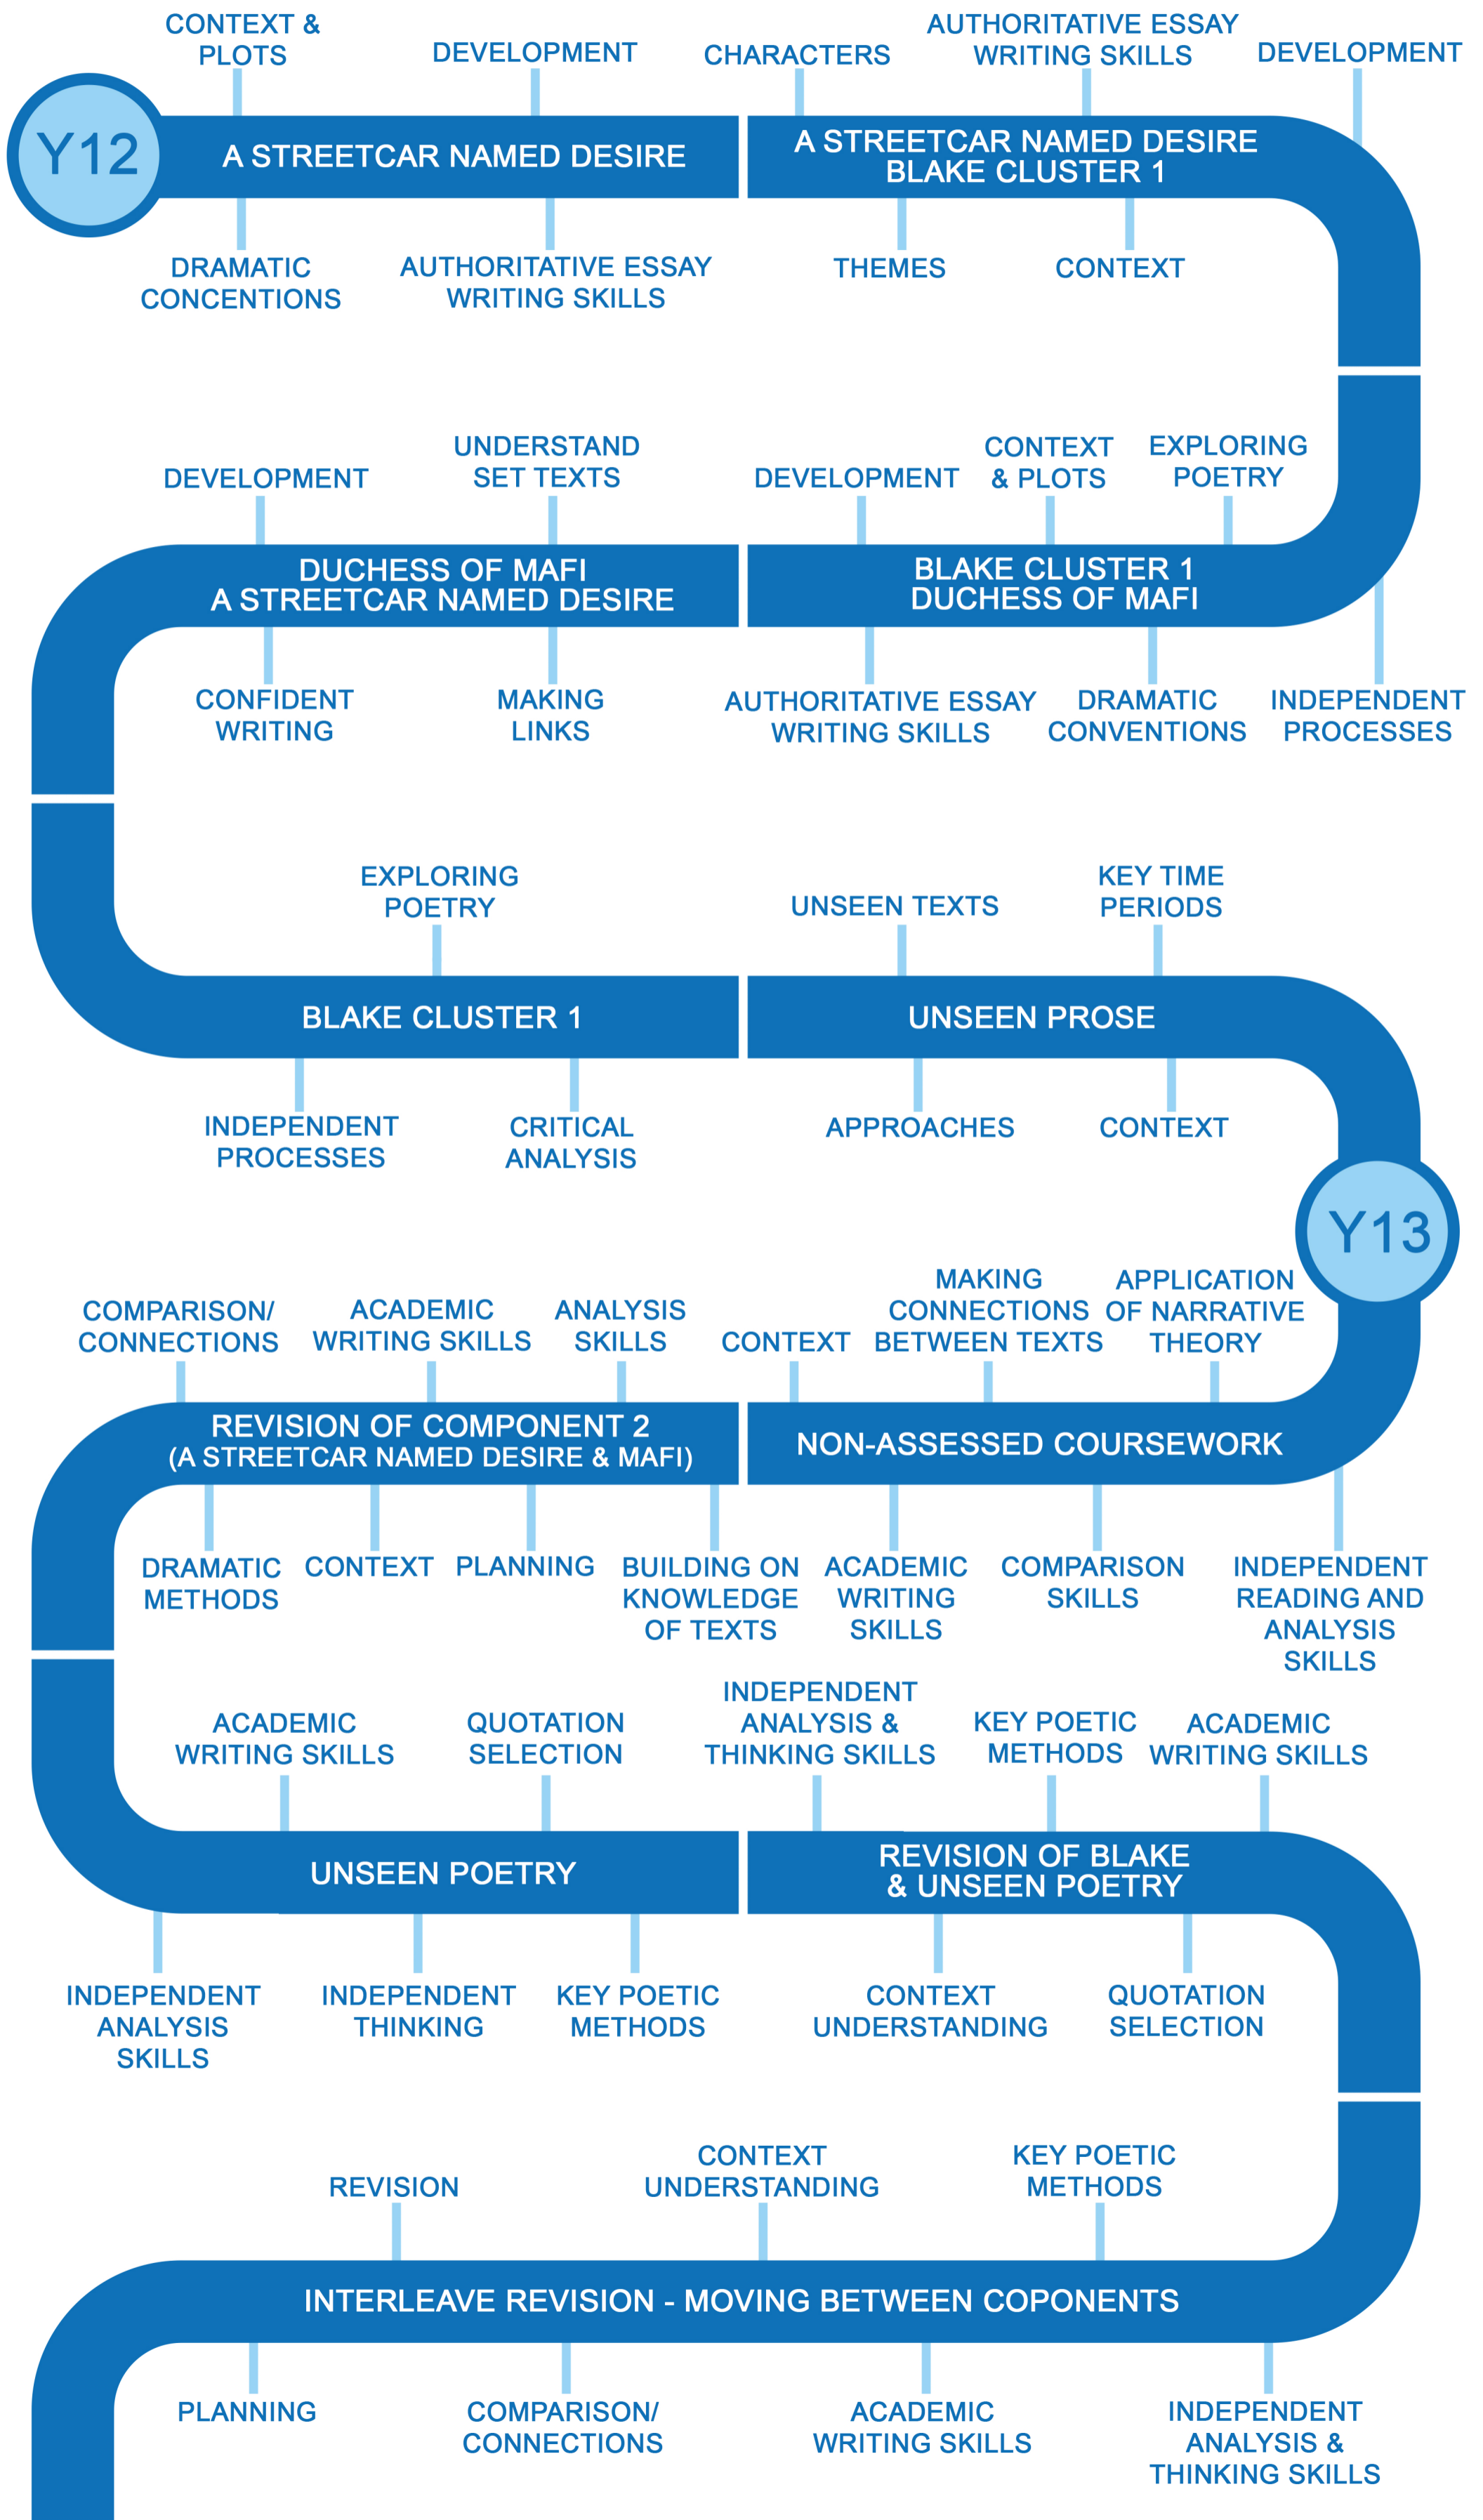 CONTEXT &
PLOTS
DEVELOPMENT
CHARACTERS
AUTHORITATIVE ESSAY
WRITING SKILLS
DEVELOPMENT
Y12
A STREETCAR NAMED DESIRE
A STREETCAR NAMED DESIRE
BLAKE CLUSTER 1
DRAMATIC
CONCENTIONS
AUTHORITATIVE ESSAY
WRITING SKILLS
THEMES
CONTEXT
DEVELOPMENT
UNDERSTAND
SET TEXTS
DEVELOPMENT
CONTEXT
& PLOTS
EXPLORING
POETRY
DUCHESS OF MAFI
A STREETCAR NAMED DESIRE
BLAKE CLUSTER 1
DUCHESS OF MAFI
CONFIDENT
WRITING
MAKING
LINKS
AUTHORITATIVE ESSAY
WRITING SKILLS
DRAMATIC
CONVENTIONS
INDEPENDENT
PROCESSES
EXPLORING
POETRY
UNSEEN TEXTS
KEY TIME
PERIODS
BLAKE CLUSTER 1
UNSEEN PROSE
INDEPENDENT
PROCESSES
CRITICAL
ANALYSIS
APPROACHES
CONTEXT
Y13
COMPARISON/
CONNECTIONS
ACADEMIC
WRITING SKILLS
ANALYSIS
SKILLS
CONTEXT
MAKING
CONNECTIONS
BETWEEN TEXTS
APPLICATION
OF NARRATIVE
THEORY
REVISION OF COMPONENT 2
(A STREETCAR NAMED DESIRE & MAFI)
NON-ASSESSED COURSEWORK
DRAMATIC
METHODS
CONTEXT
PLANNING
BUILDING ON
KNOWLEDGE
OF TEXTS
ACADEMIC
WRITING
SKILLS
COMPARISON
SKILLS
INDEPENDENT
READING AND
ANALYSIS
SKILLS
ACADEMIC
WRITING SKILLS
QUOTATION
SELECTION
INDEPENDENT
ANALYSIS &
THINKING SKILLS
KEY POETIC
METHODS
ACADEMIC
WRITING SKILLS
UNSEEN POETRY
REVISION OF BLAKE
& UNSEEN POETRY
INDEPENDENT
ANALYSIS
SKILLS
INDEPENDENT
THINKING
KEY POETIC
METHODS
CONTEXT
UNDERSTANDING
QUOTATION
SELECTION
REVISION
CONTEXT
UNDERSTANDING
KEY POETIC
METHODS
INTERLEAVE REVISION - MOVING BETWEEN COPONENTS
PLANNING
COMPARISON/
CONNECTIONS
ACADEMIC
WRITING SKILLS
INDEPENDENT
ANALYSIS &
THINKING SKILLS